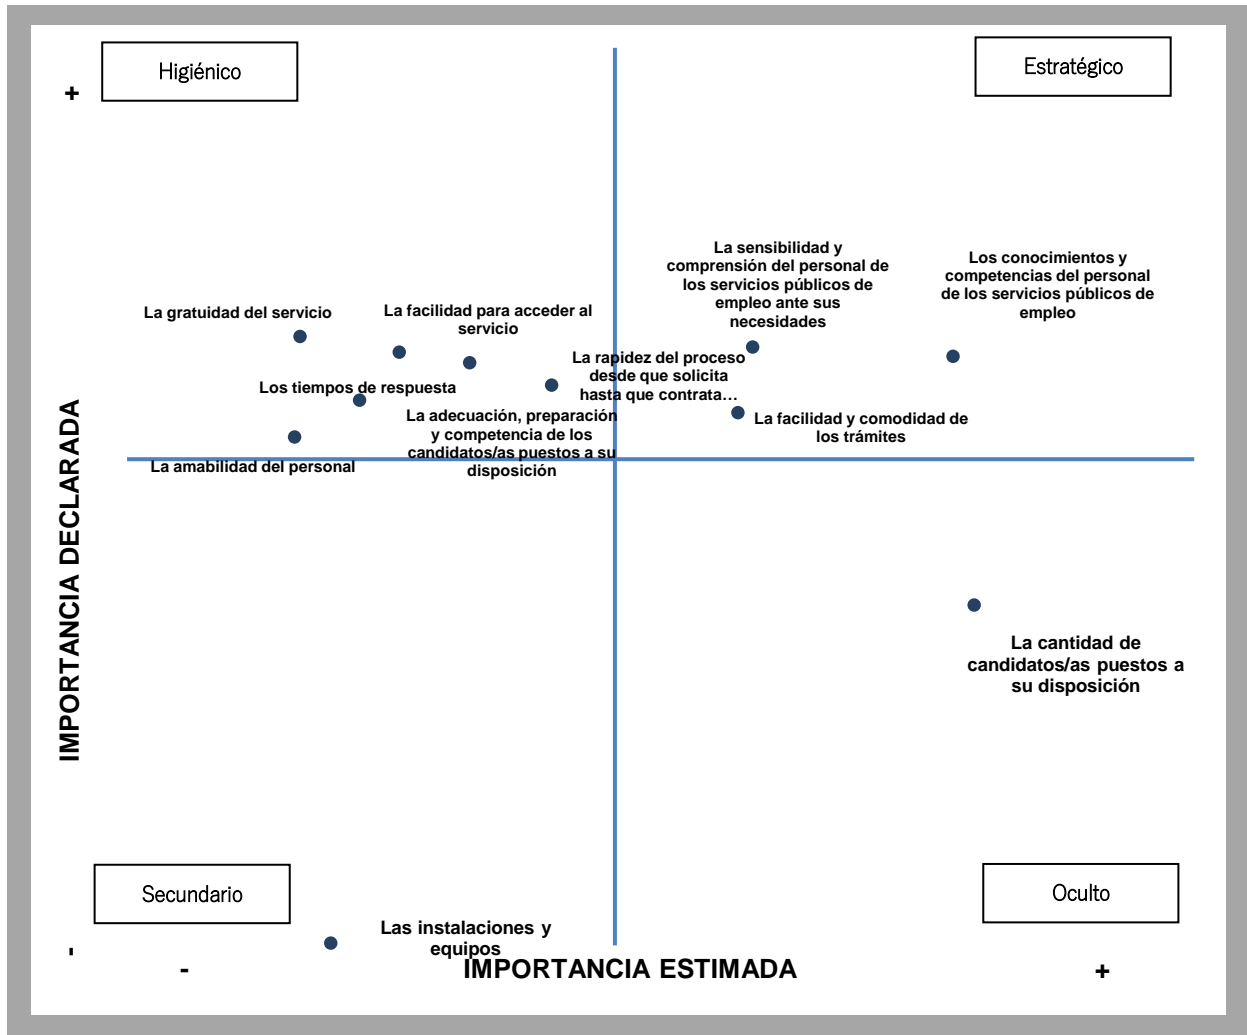 Higiénico
Estratégico
+
La sensibilidad y
comprensión del personal de
los servicios públicos de
empleo ante sus
necesidades
Los conocimientos y
competencias del personal
de los servicios públicos de
empleo
La gratuidad del servicio
La facilidad para acceder al
servicio
La rapidez del proceso
desde que solicita
hasta que contrata…
Los tiempos de respuesta
La adecuación, preparación
y competencia de los
candidatos/as puestos a su
disposición
La facilidad y comodidad de
los trámites
La amabilidad del personal
IMPORTANCIA DECLARADA
La cantidad de
candidatos/as puestos a
su disposición
Secundario
Oculto
Las instalaciones y
equipos
-
-
IMPORTANCIA ESTIMADA
+